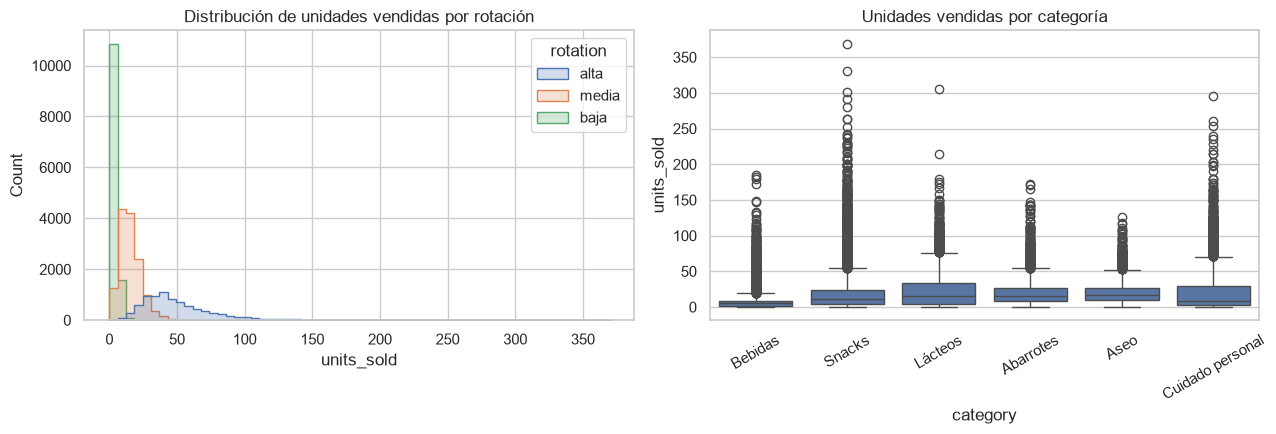 Distribución de unidades vendidas por rotación
rotation
alta
media
baja
10000
8000
6000
4000
2000
0
Count
0 50 100 150 200 250 300 350
units_sold
Unidades vendidas por categoría
350
300
250
200
150
100
50
0
units_sold
Bebidas Snacks Lácteos Abarrotes Aseo Cuidado personal
category